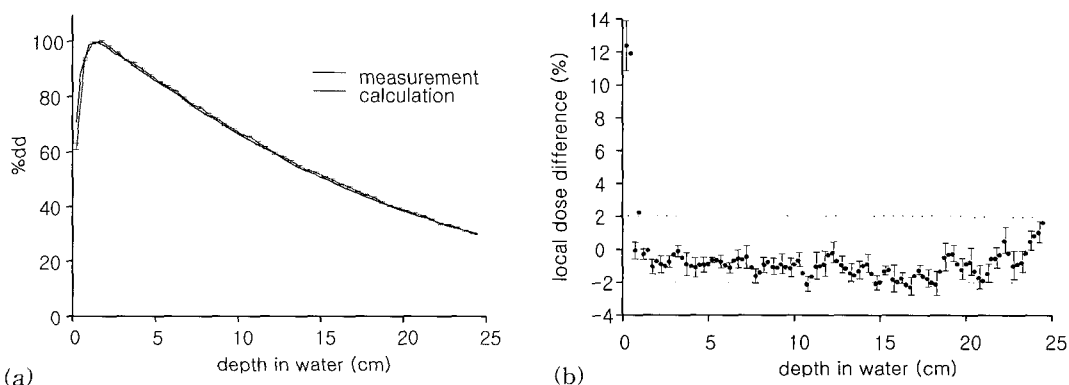 100
80
60
40
20
0
%dd
measurement
calculation
0 5 10 15 20 25
depth in water (cm)
(a)
14
12
10
8
6
4
2
0
-2
-4
local dose difference (%)
0 5 10 15 20 25
depth in water (cm)
(b)